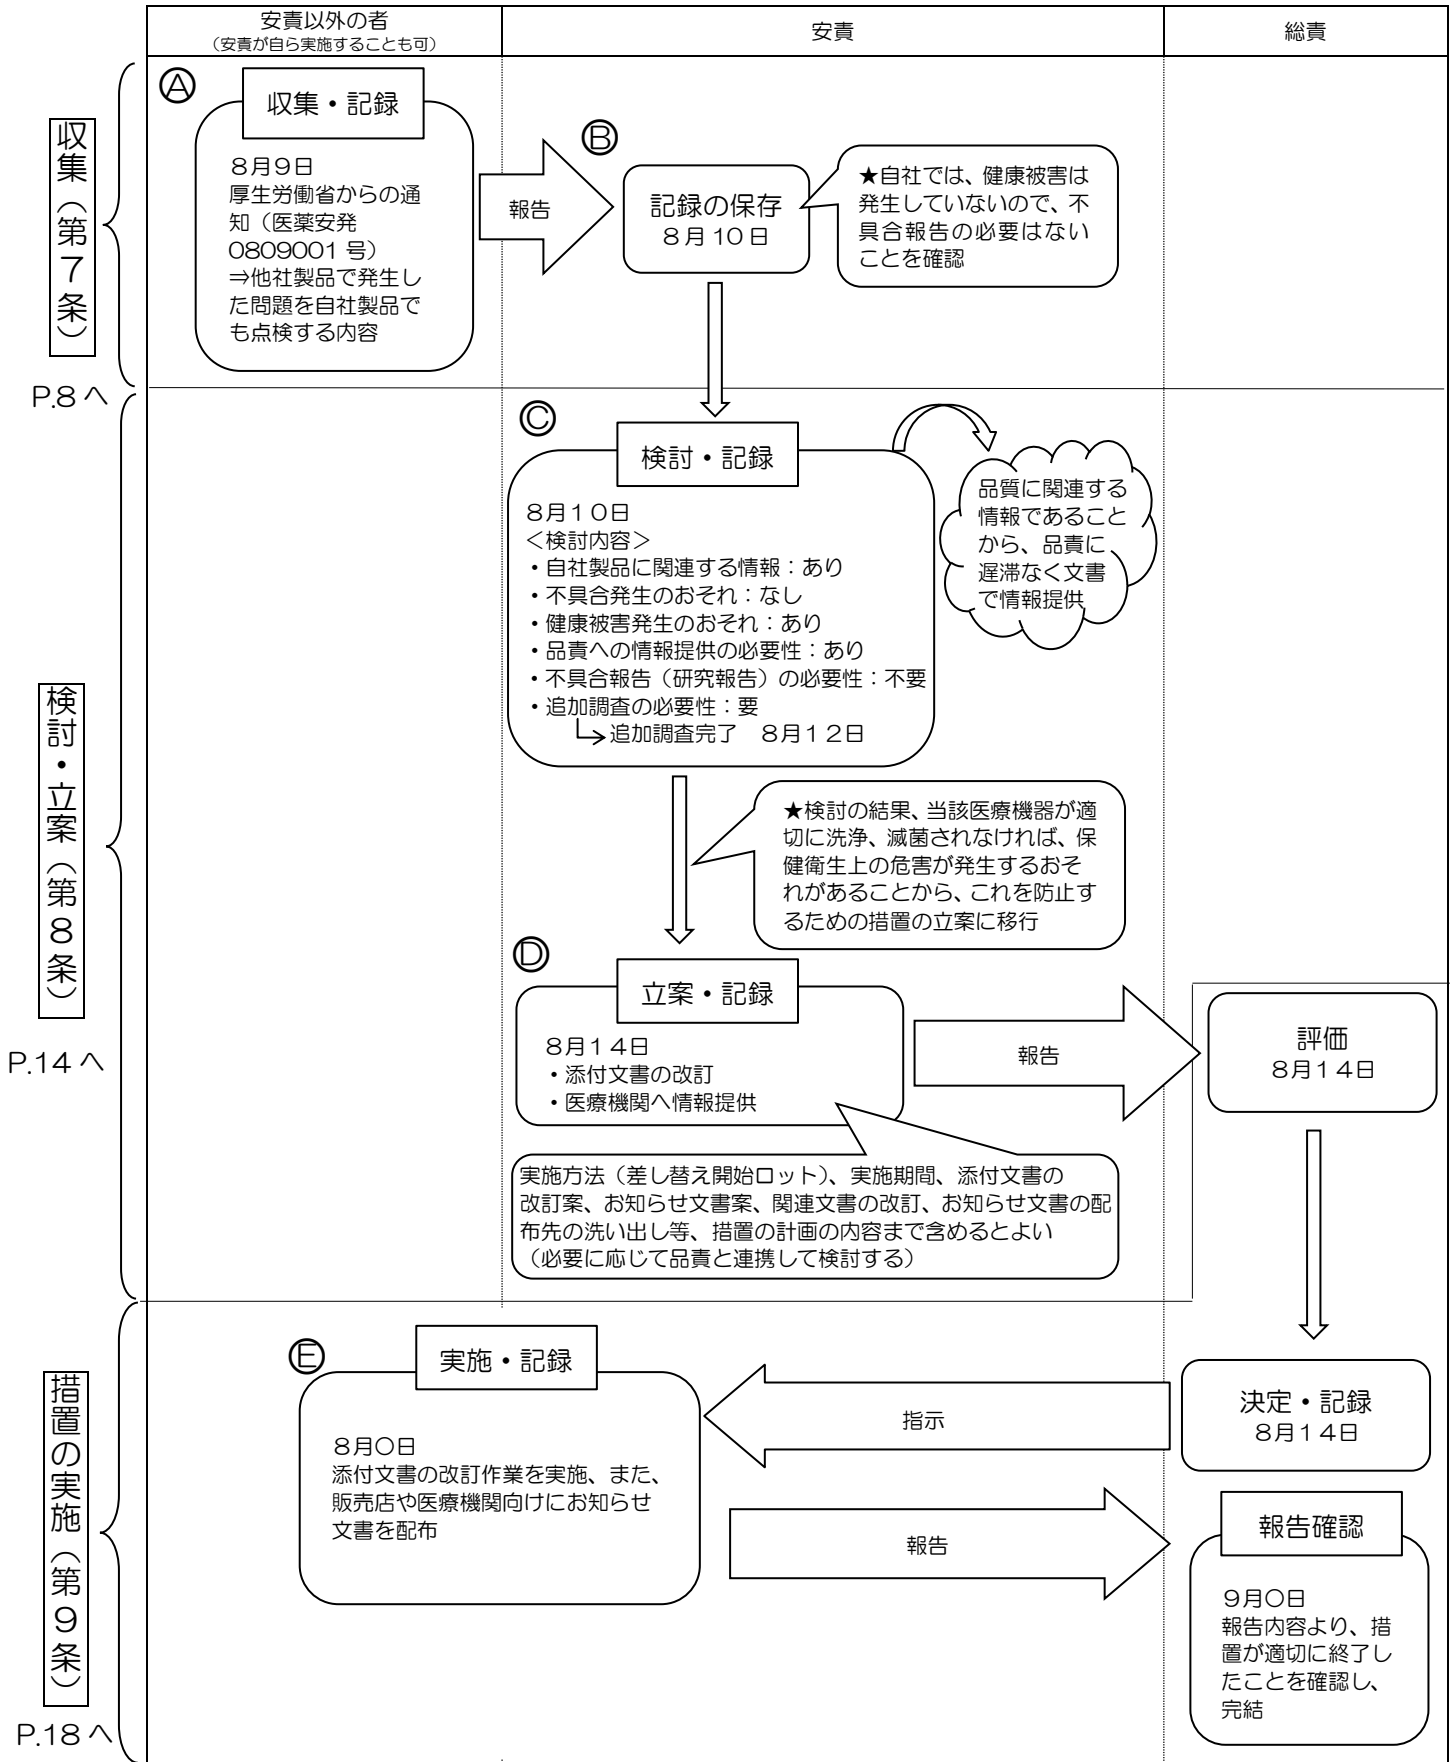 安責以外の者
（安責が自ら実施することも可）
安責
総責
収集（第７条）
P.8 へ
Ⓐ
収集・記録
８月９日
厚生労働省からの通
知（医薬安発
0809001 号）
⇒他社製品で発生し
た問題を自社製品で
も点検する内容
報告
Ⓑ
記録の保存
８月 10 日
★自社では、健康被害は
発生していないので、不
具合報告の必要はない
ことを確認
検討・立案（第８条）
P.14 へ
Ⓒ
検討・記録
８月１０日
＜検討内容＞
・自社製品に関連する情報：あり
・不具合発生のおそれ：なし
・健康被害発生のおそれ：あり
・品責への情報提供の必要性：あり
・不具合報告（研究報告）の必要性：不要
・追加調査の必要性：要
追加調査完了　８月１２日
品質に関連する
情報であること
から、品責に
遅滞なく文書
で情報提供
★検討の結果、当該医療機器が適
切に洗浄、滅菌されなければ、保
健衛生上の危害が発生するおそ
れがあることから、これを防止す
るための措置の立案に移行
Ⓓ
立案・記録
８月１４日
・添付文書の改訂
・医療機関へ情報提供
報告
評価
８月１４日
実施方法（差し替え開始ロット）、実施期間、添付文書の
改訂案、お知らせ文書案、関連文書の改訂、お知らせ文書の配
布先の洗い出し等、措置の計画の内容まで含めるとよい
（必要に応じて品責と連携して検討する）
措置の実施（第９条）
P.18 へ
Ⓔ
実施・記録
８月〇日
添付文書の改訂作業を実施、また、
販売店や医療機関向けにお知らせ
文書を配布
指示
決定・記録
８月１４日
報告
報告確認
９月〇日
報告内容より、措
置が適切に終了し
たことを確認し、
完結